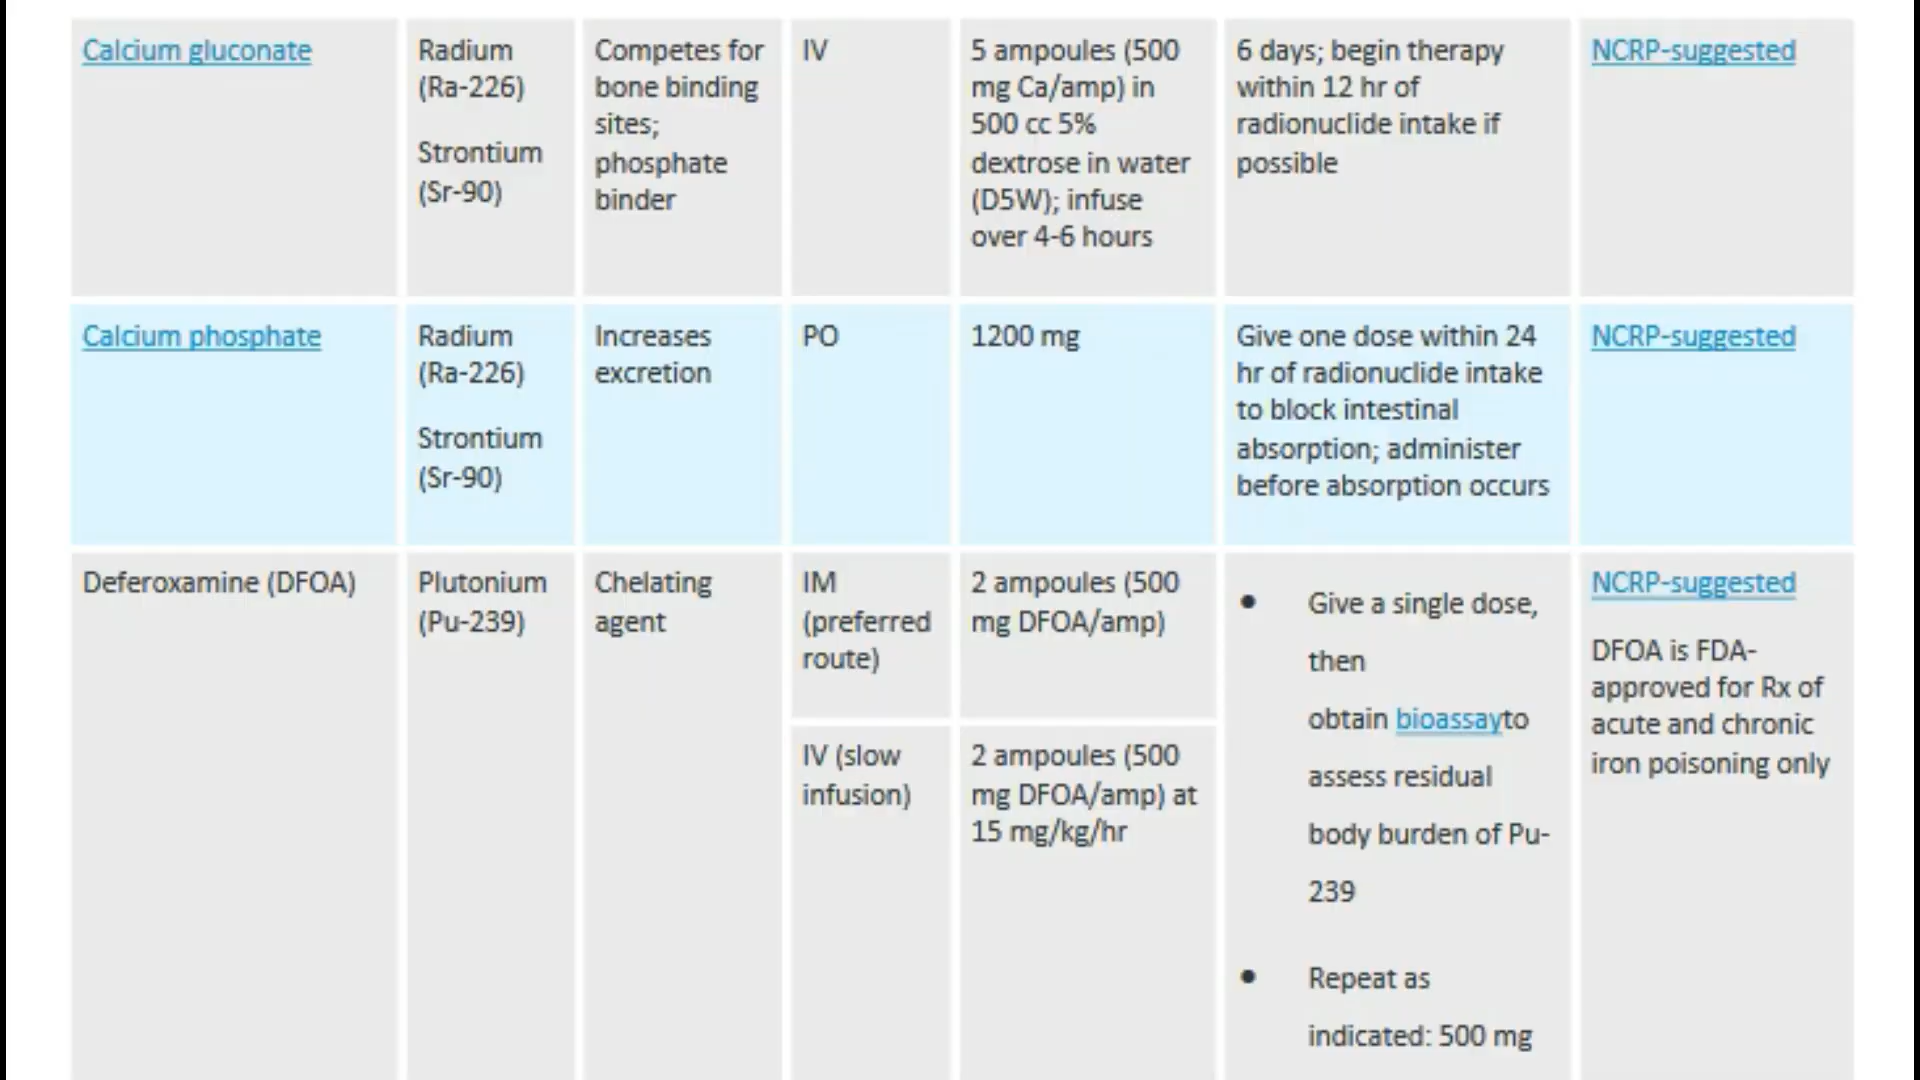 Calcium gluconate
Radium
(Ra-226)
Strontium
(Sr-90)
Competes for
bone binding
sites;
phosphate
binder
IV
5 ampoules (500
mg Ca/amp) in
500 cc 5%
dextrose in water
(D5W); infuse
over 4-6 hours
6 days; begin therapy
within 12 hr of
radionuclide intake if
possible
NCRP-suggested
Calcium phosphate
Radium
(Ra-226)
Strontium
(Sr-90)
Increases
excretion
PO
1200 mg
Give one dose within 24
hr of radionuclide intake
to block intestinal
absorption; administer
before absorption occurs
NCRP-suggested
Deferoxamine (DFOA)
Plutonium
(Pu-239)
Chelating
agent
IM
(preferred
route)
2 ampoules (500
mg DFOA/amp)
IV (slow
infusion)
2 ampoules (500
mg DFOA/amp) at
15 mg/kg/hr
• Give a single dose,
then
obtain bioassayto
assess residual
body burden of Pu-
239
• Repeat as
indicated: 500 mg
NCRP-suggested
DFOA is FDA-
approved for Rx of
acute and chronic
iron poisoning only